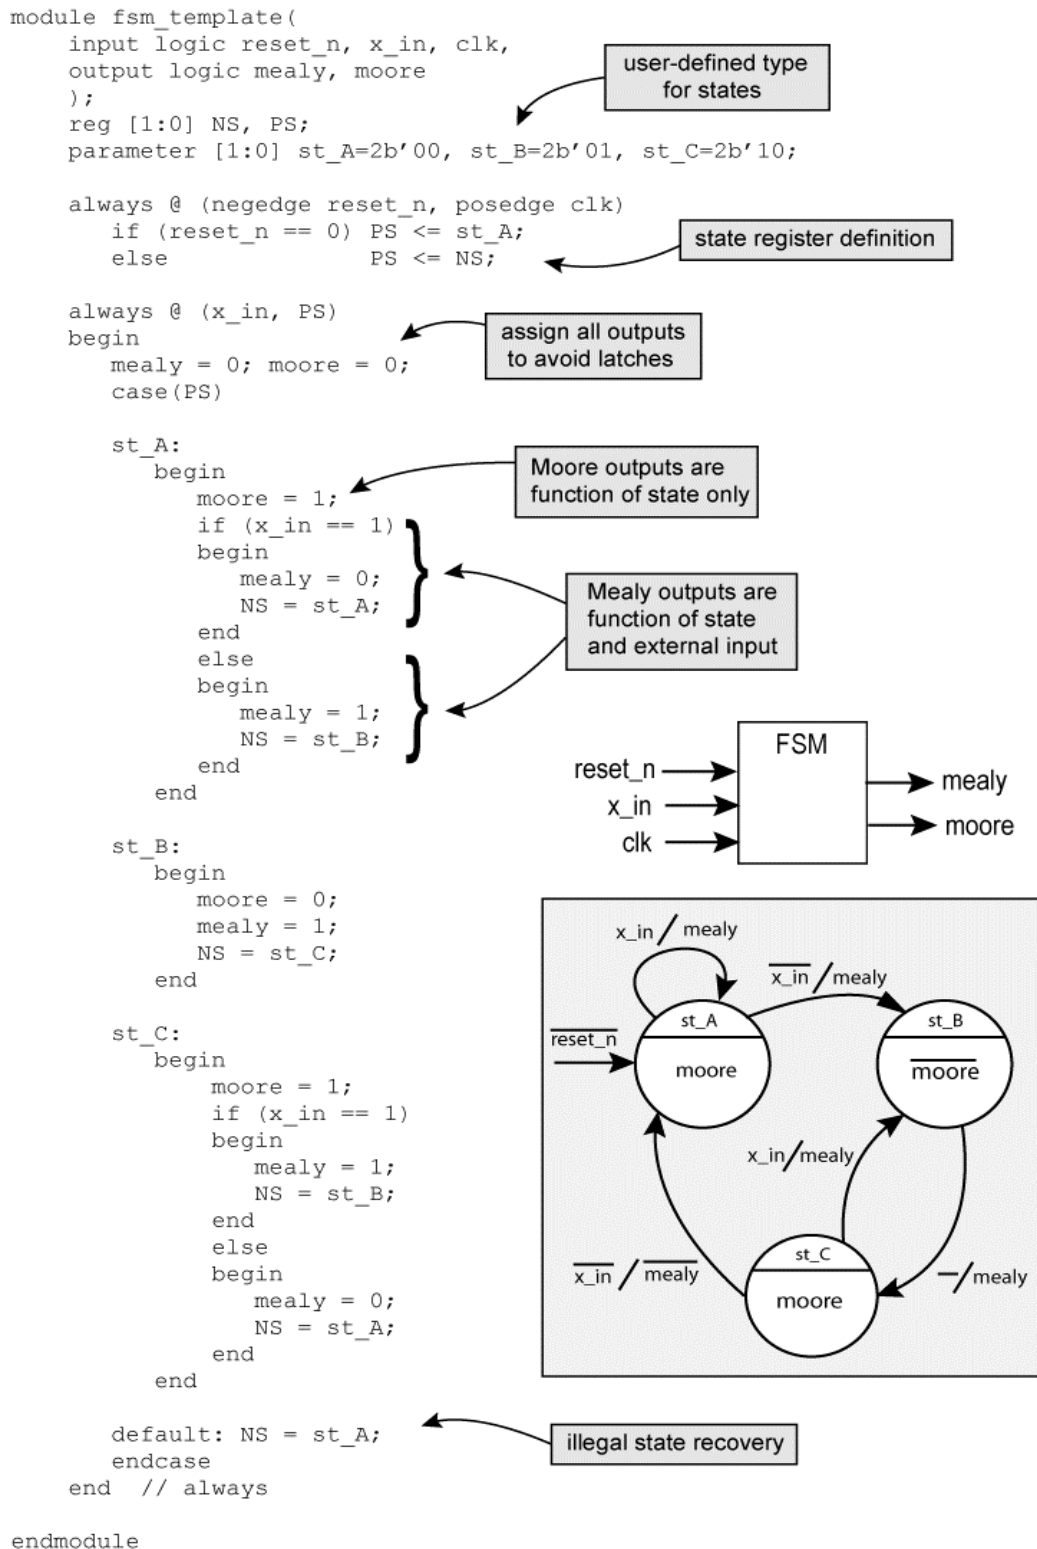 module fsm_template(
input logic reset_n, x_in, clk,
output logic mealy, moore
);
reg [1:0] NS, PS;
parameter [1:0] st_A=2b'00, st_B=2b'01, st_C=2b'10;
user-defined type
for states
always @ (negedge reset_n, posedge clk)
if (reset_n == 0) PS <= st_A;
else PS <= NS;
state register definition
always @ (x_in, PS)
begin
mealy = 0; moore = 0;
case(PS)
assign all outputs
to avoid latches
st_A:
begin
moore = 1;
if (x_in == 1)
begin
mealy = 0;
NS = st_A;
end
else
begin
mealy = 1;
NS = st_B;
end
end
Moore outputs are
function of state only
Mealy outputs are
function of state
and external input
st_B:
begin
moore = 0;
mealy = 1;
NS = st_C;
end
st_C:
begin
moore = 1;
if (x_in == 1)
begin
mealy = 1;
NS = st_B;
end
else
begin
mealy = 0;
NS = st_A;
end
end
default: NS = st_A;
endcase
end // always
endmodule
illegal state recovery
FSM
reset_n
x_in
clk
mealy
moore
x_in/mealy
x̅_̅i̅n̅/mealy
r̅e̅s̅e̅t̅_̅n̅
st_A
moore
st_B
m̅o̅o̅r̅e̅
x_in/mealy
x̅_̅i̅n̅/m̅e̅a̅l̅y̅
st_C
moore
—/mealy